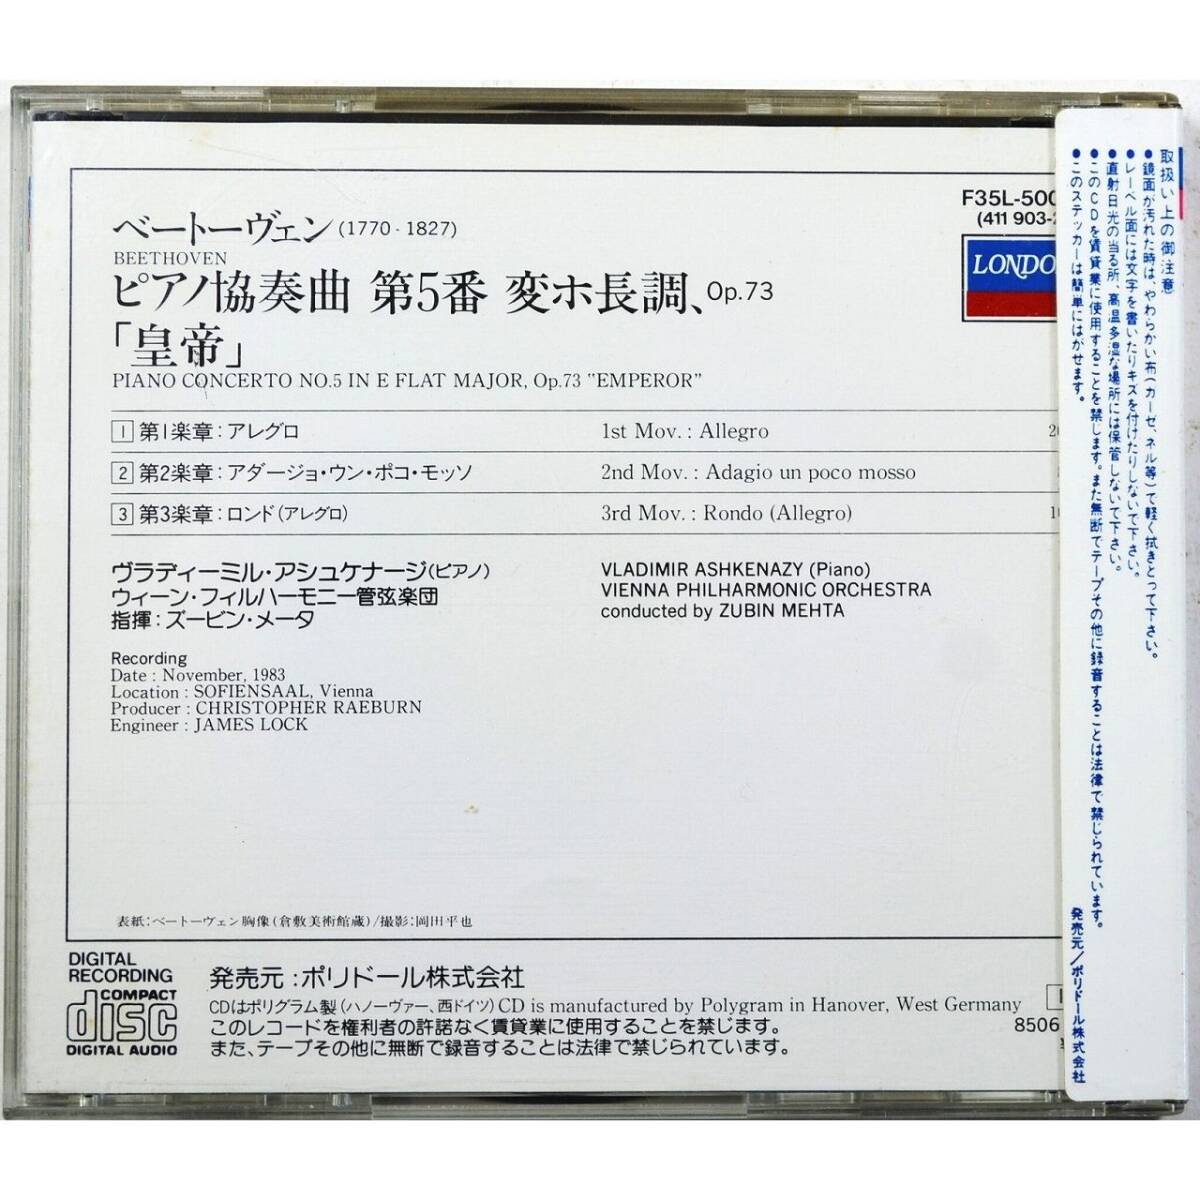 ベートーヴェン(1770-1827)
BEETHOVEN
ピアノ協奏曲 第5番 変ホ長調、Op.73
「皇帝」
PIANO CONCERTO NO.5 IN E FLAT MAJOR, Op.73 "EMPEROR"
F35L-500
(411 903-2
LONDO
1 第1楽章:アレグロ 1st Mov. : Allegro 20
2 第2楽章:アダージョ・ウン・ポコ・モッソ 2nd Mov. : Adagio un poco mosso
3 第3楽章:ロンド(アレグロ) 3rd Mov. : Rondo (Allegro) 10
ヴラディーミル・アシュケナージ(ピアノ)
ウィーン・フィルハーモニー管弦楽団
指揮:ズービン・メータ
VLADIMIR ASHKENAZY (Piano)
VIENNA PHILHARMONIC ORCHESTRA
conducted by ZUBIN MEHTA
Recording
Date : November, 1983
Location : SOFIENSAAL, Vienna
Producer : CHRISTOPHER RAEBURN
Engineer : JAMES LOCK
表紙:ベートーヴェン胸像(倉敷美術館蔵)/撮影:岡田平也
DIGITAL
RECORDING
COMPACT
disc
DIGITAL AUDIO
発売元:ポリドール株式会社
CDはポリグラム製(ハノーヴァー、西ドイツ) CD is manufactured by Polygram in Hanover, West Germany
このレコードを権利者の許諾なく賃貸業に使用することを禁じます。
また、テープその他に無断で録音することは法律で禁じられています。
8506
取扱い上の御注意
●鏡面が汚れた時は、やわらかい布(ガーゼ、ネル等)で軽く拭きとって下さい。
●レーベル面には文字を書いたりキズを付けたりしないで下さい。
●直射日光の当る所、高温多湿な場所には保管しないで下さい。
●このCDを賃貸業に使用することを禁じます。また無断でテープその他に録音することは法律で禁じられています。
●このステッカーは簡単にはがせます。
発売元/ポリドール株式会社